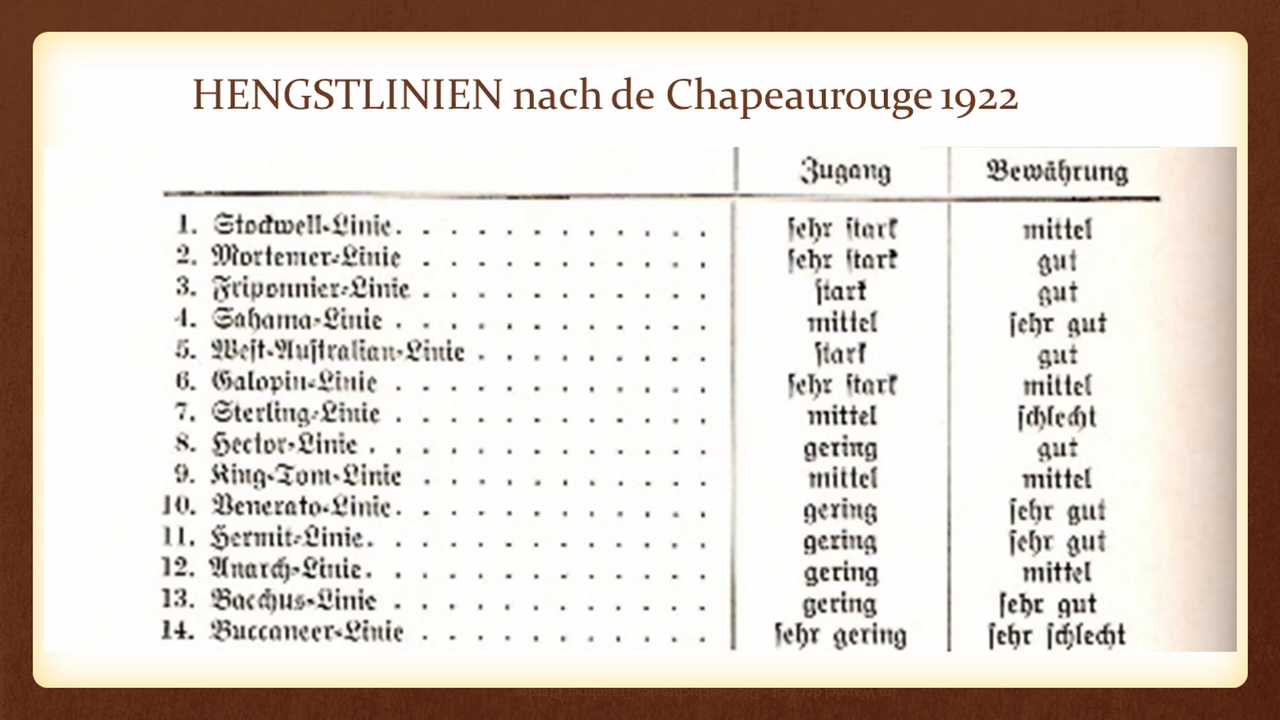 HENGSTLINIEN nach de Chapeaurouge 1922
Zugang Bewährung
1. Stockwell-Linie. . . . . . . . . . . . sehr stark mittel
2. Mortemer-Linie . . . . . . . . . . . sehr stark gut
3. Friponnier-Linie . . . . . . . . . . . stark gut
4. Sahama-Linie . . . . . . . . . . . . mittel sehr gut
5. West-Australian-Linie . . . . . . . . . stark gut
6. Galopin-Linie . . . . . . . . . . . . sehr stark mittel
7. Sterling-Linie . . . . . . . . . . . . mittel schlecht
8. Hector-Linie . . . . . . . . . . . . . gering gut
9. King-Tom-Linie . . . . . . . . . . . mittel mittel
10. Venerato-Linie. . . . . . . . . . . . gering sehr gut
11. Hermit-Linie. . . . . . . . . . . . . gering sehr gut
12. Anarch-Linie. . . . . . . . . . . . . gering mittel
13. Bacchus-Linie . . . . . . . . . . . . gering sehr gut
14. Buccaneer-Linie . . . . . . . . . . . sehr gering sehr schlecht